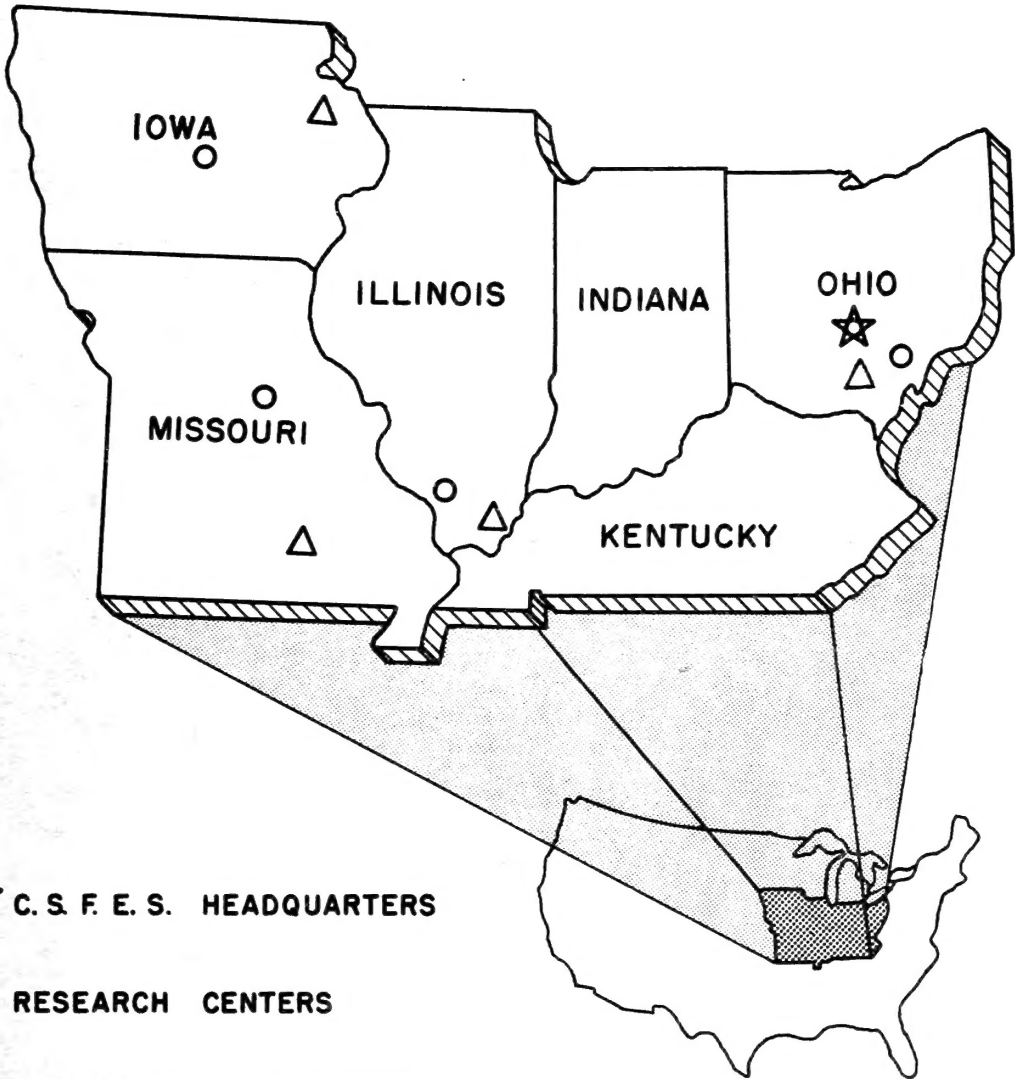 IOWA
ILLINOIS
INDIANA
OHIO
MISSOURI
KENTUCKY
C. S. F. E. S. HEADQUARTERS
RESEARCH CENTERS